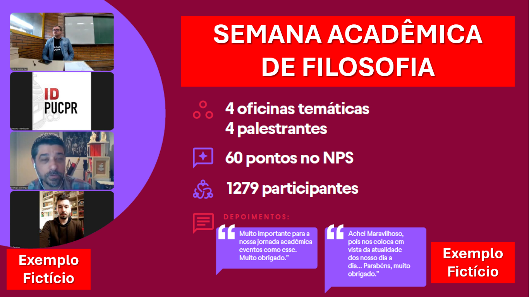 SEMANA ACADÊMICA
DE FILOSOFIA
ID
PUCPR
4 oficinas temáticas
4 palestrantes
60 pontos no NPS
1279 participantes
DEPOIMENTOS:
Muito importante para a
nossa jornada acadêmica
eventos como esse.
Muito obrigado."
Achei Maravilhoso,
pois nos coloca em
vista da atualidade
dos nosso dia a
dia... Parabéns, muito
obrigado."
Exemplo
Fictício
Exemplo
Fictício